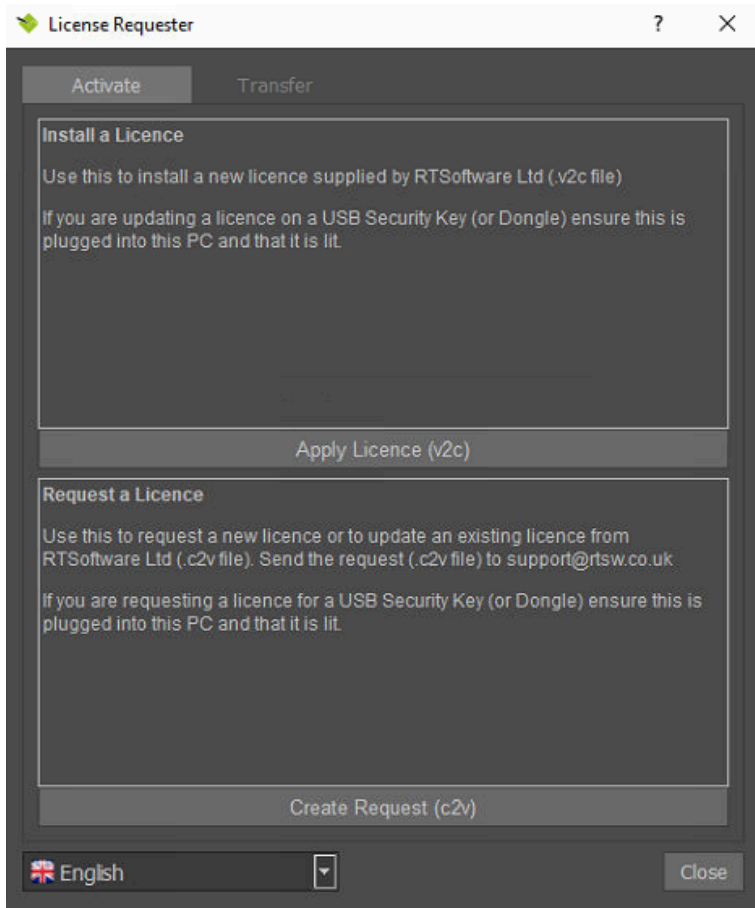 License Requester
Activate
Transfer
Install a Licence
Use this to install a new licence supplied by RTSoftware Ltd (.v2c file)
If you are updating a licence on a USB Security Key (or Dongle) ensure this is
plugged into this PC and that it is lit.
Apply Licence (v2c)
Request a Licence
Use this to request a new licence or to update an existing licence from
RTSoftware Ltd (.c2v file). Send the request (.c2v file) to support@rtsw.co.uk
If you are requesting a licence for a USB Security Key (or Dongle) ensure this is
plugged into this PC and that it is lit.
Create Request (c2v)
English
Close